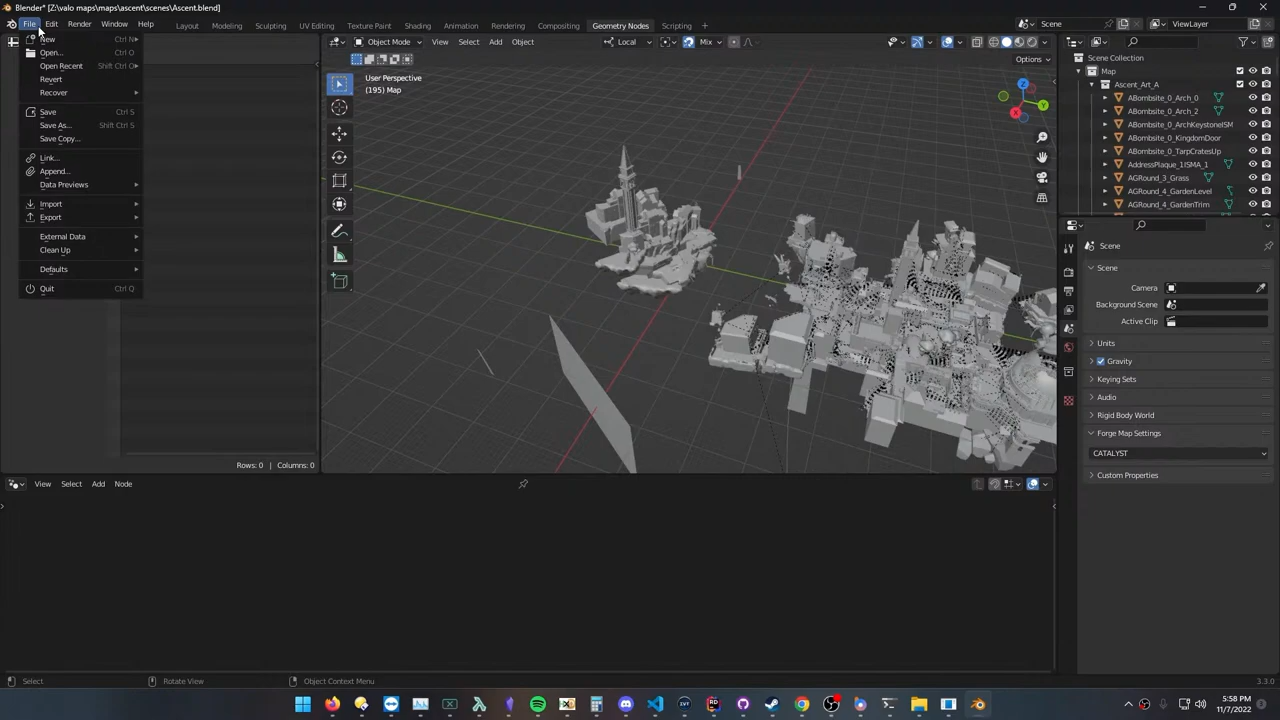 Blender* [Z:\valo maps\maps\ascent\scenes\Ascent.blend]
File Edit Render Window Help
Layout Modeling Sculpting UV Editing Texture Paint Shading Animation Rendering Compositing Geometry Nodes Scripting +
Scene
ViewLayer
New Ctrl N
Open... Ctrl O
Open Recent Shift Ctrl O
Revert
Recover
Save Ctrl S
Save As... Shift Ctrl S
Save Copy...
Link...
Append...
Data Previews
Import
Export
External Data
Clean Up
Defaults
Quit Ctrl Q
Rows: 0 | Columns: 0
Object Mode View Select Add Object
Local
Mix
Options
User Perspective
(195) Map
Z
Y
X
Scene Collection
Map
Ascent_Art_A
ABombsite_0_Arch_0
ABombsite_0_Arch_2
ABombsite_0_ArchKeystoneISM
ABombsite_0_KingdomDoor
ABombsite_0_TarpCratesUp
AddressPlaque_1ISMA_1
AGRound_3_Grass
AGRound_4_GardenLevel
AGRound_4_GardenTrim
Scene
Scene
Camera
Background Scene
Active Clip
Units
Gravity
Keying Sets
Audio
Rigid Body World
Forge Map Settings
CATALYST
Custom Properties
View Select Add Node
Select
Rotate View
Object Context Menu
3.3.0
5:58 PM
11/7/2022